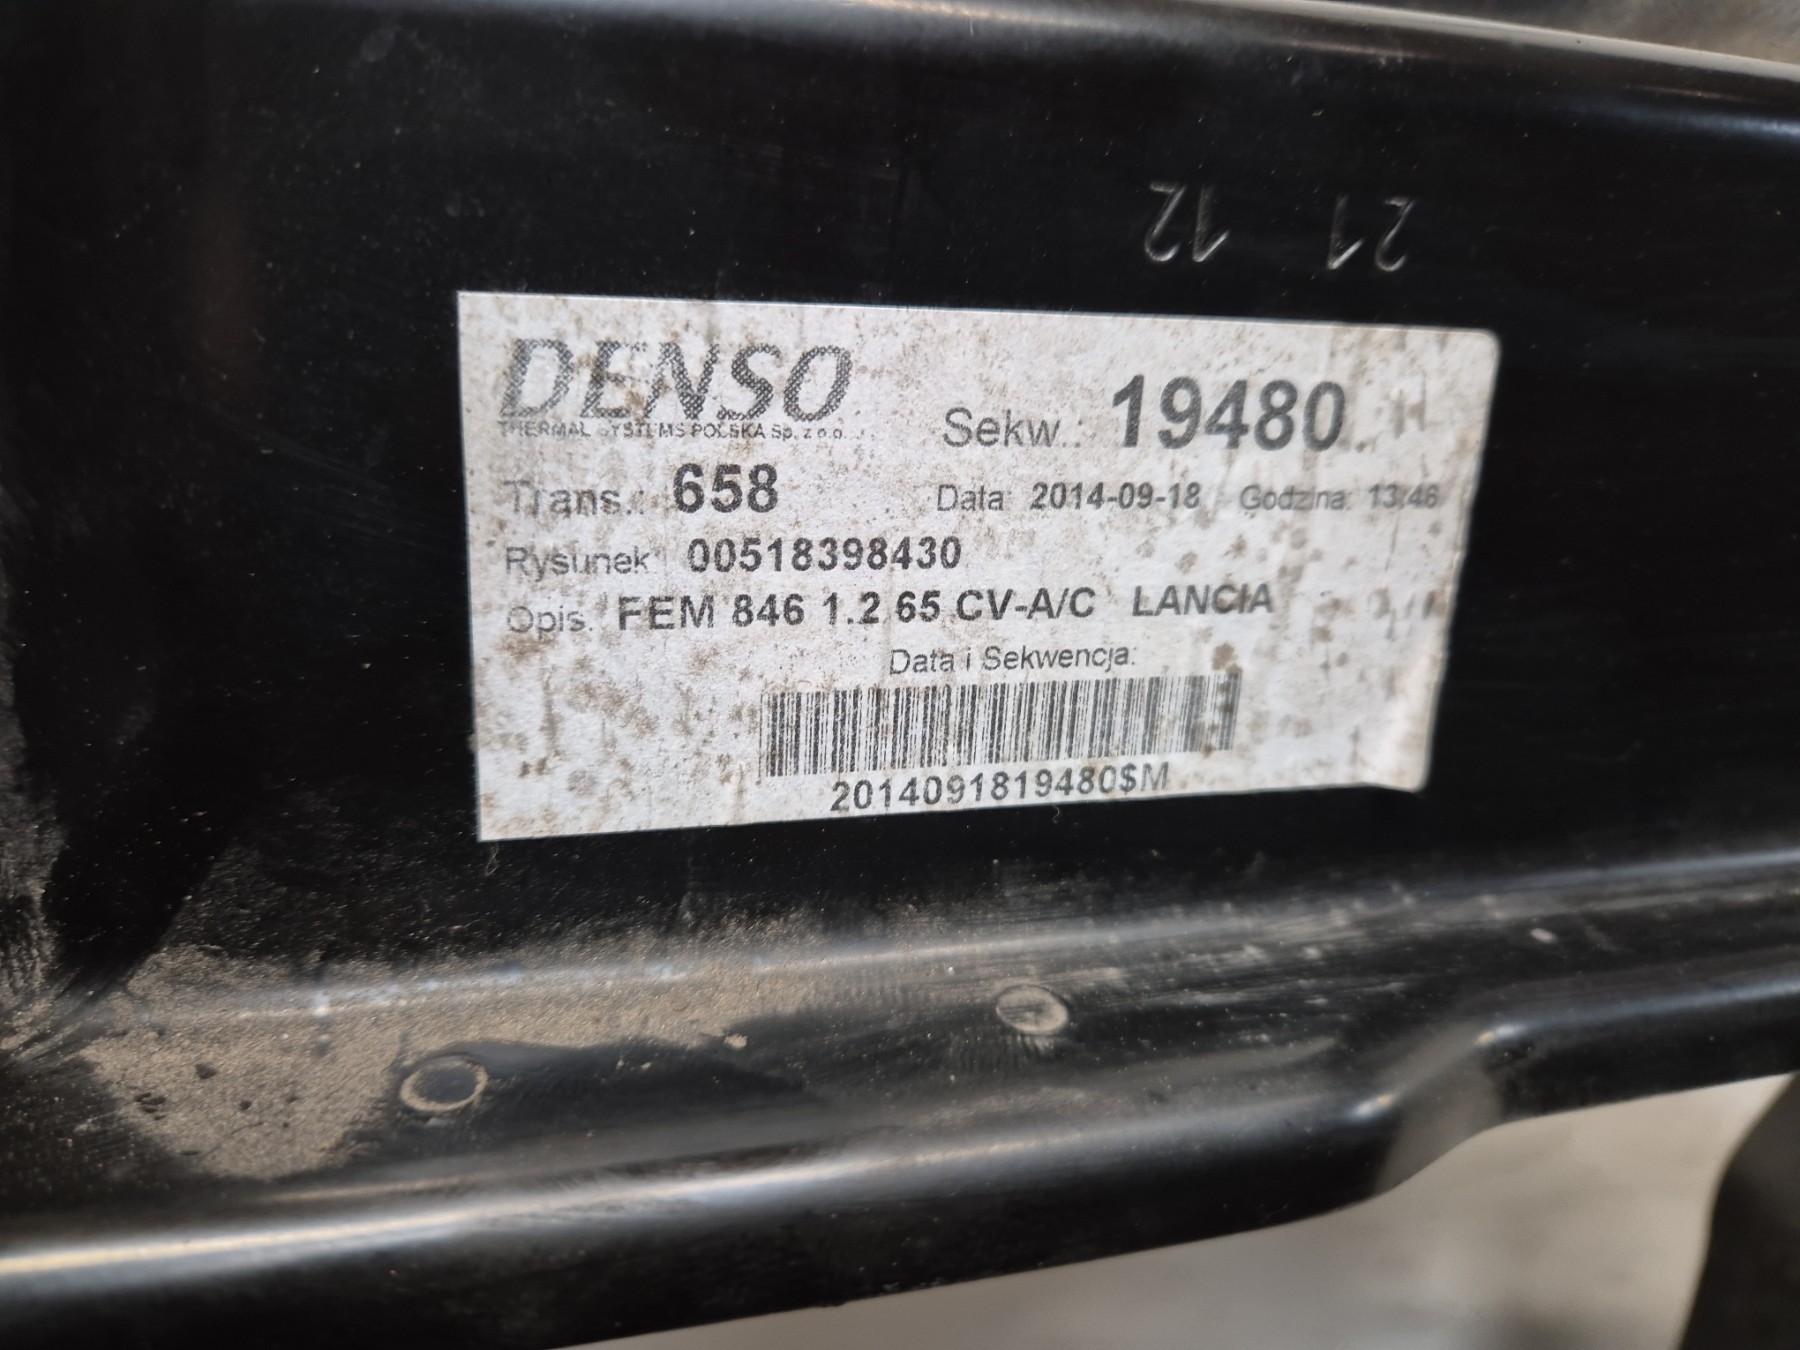 21 12
DENSO
THERMAL SYSTEMS POLSKA Sp. z o.o.
Sekw.: 19480
Trans.: 658
Data: 2014-09-18 Godzina: 13:46
Rysunek: 00518398430
Opis: FEM 846 1.2 65 CV-A/C LANCIA
Data i Sekwencja:
2014091819480$M